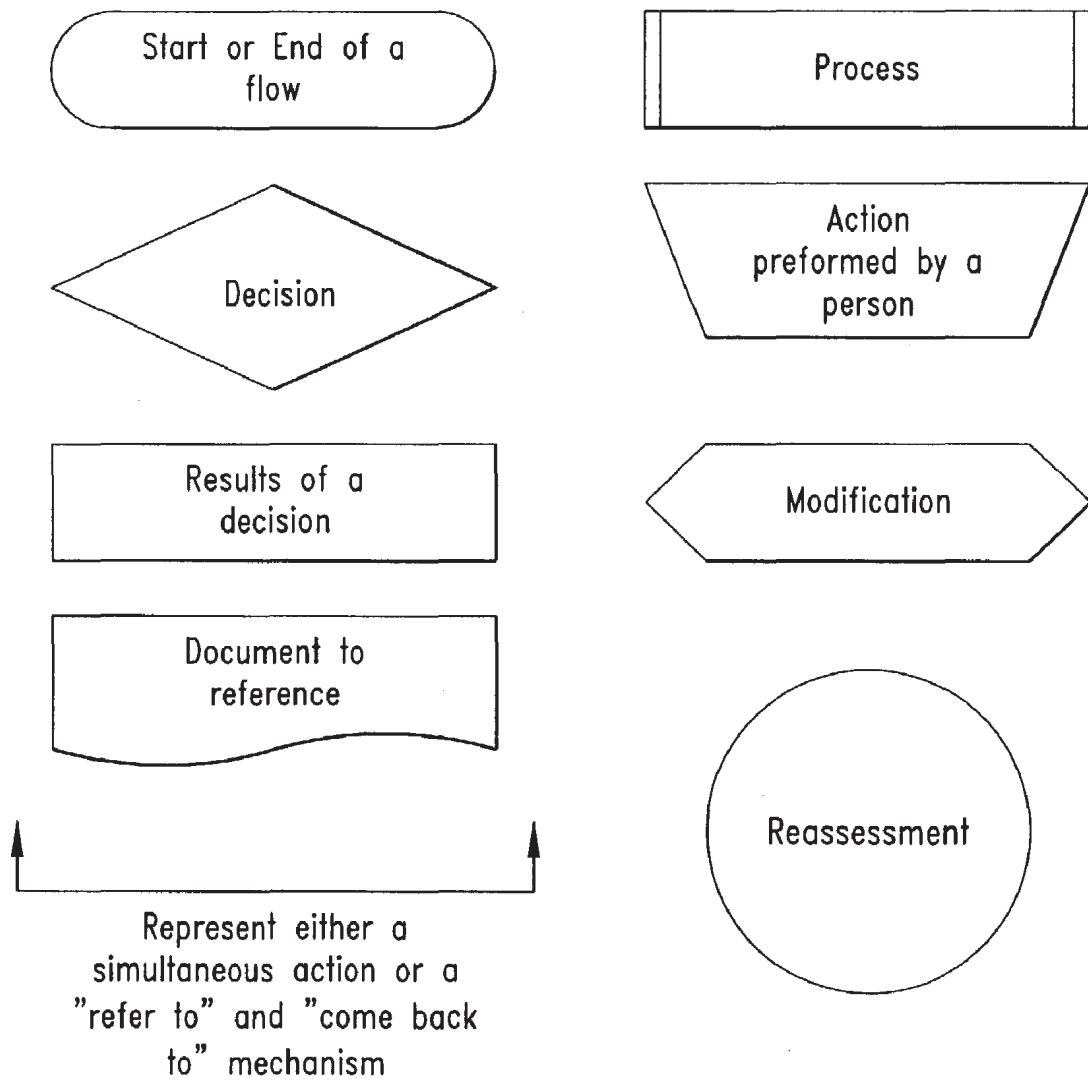 Start or End of a
flow
Process
Decision
Action
preformed by a
person
Results of a
decision
Modification
Document to
reference
Reassessment
Represent either a
simultaneous action or a
”refer to” and ”come back
to” mechanism